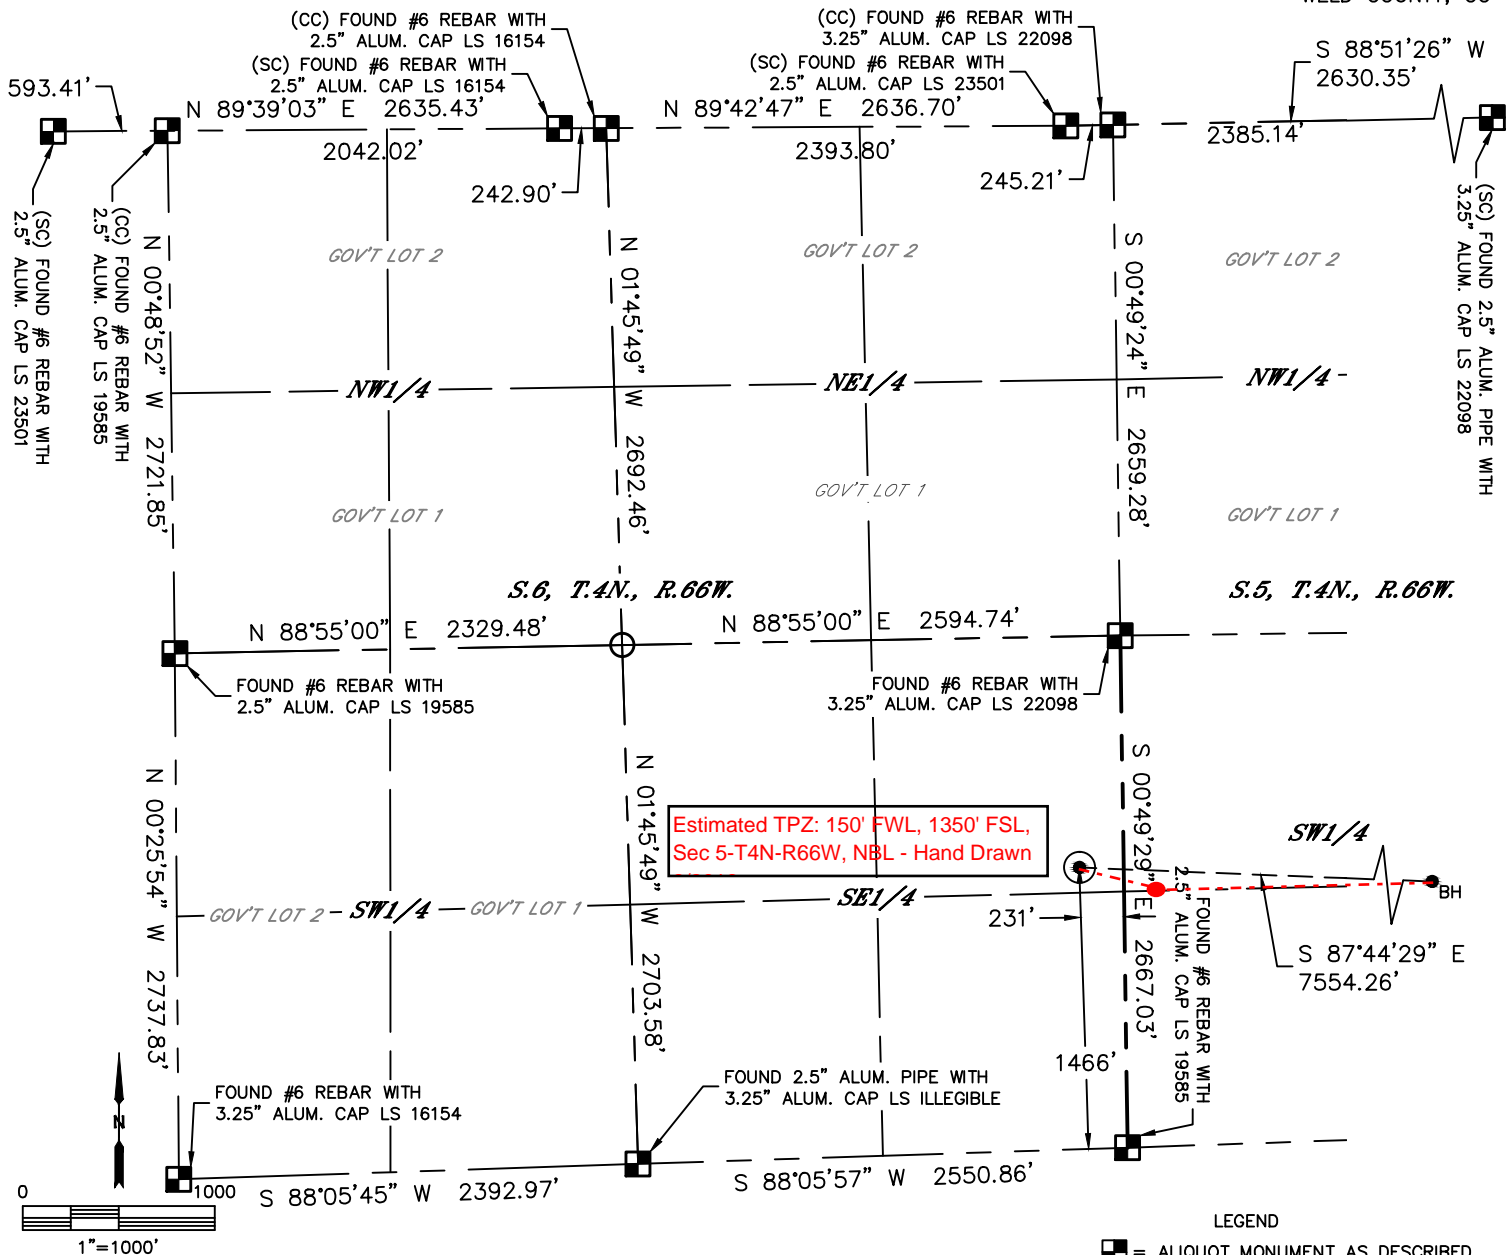 (CC) FOUND #6 REBAR WITH
2.5" ALUM. CAP LS 16154
(SC) FOUND #6 REBAR WITH
2.5" ALUM. CAP LS 16154
(CC) FOUND #6 REBAR WITH
3.25" ALUM. CAP LS 22098
(SC) FOUND #6 REBAR WITH
2.5" ALUM. CAP LS 23501
S 88°51'26" W
2630.35'
593.41'
N 89°39'03" E 2635.43'
N 89°42'47" E 2636.70'
2042.02'
242.90'
2393.80'
245.21'
2385.14'
(SC) FOUND #6 REBAR WITH
2.5" ALUM. CAP LS 23501
(CC) FOUND #6 REBAR WITH
2.5" ALUM. CAP LS 19585
(SC) FOUND 2.5" ALUM. PIPE WITH
3.25" ALUM. CAP LS 22098
N 00°48'52" W 2721.85'
N 01°45'49" W 2692.46'
S 00°49'24" E 2659.28'
GOV'T LOT 2
GOV'T LOT 2
GOV'T LOT 2
NW1/4
NE1/4
NW1/4
GOV'T LOT 1
GOV'T LOT 1
GOV'T LOT 1
S.6, T.4N., R.66W.
S.5, T.4N., R.66W.
N 88°55'00" E 2329.48'
N 88°55'00" E 2594.74'
FOUND #6 REBAR WITH
2.5" ALUM. CAP LS 19585
FOUND #6 REBAR WITH
3.25" ALUM. CAP LS 22098
N 00°25'54" W 2737.83'
N 01°45'49" W 2703.58'
S 00°49'29" E 2667.03'
Estimated TPZ: 150' FWL, 1350' FSL,
Sec 5-T4N-R66W, NBL - Hand Drawn
SW1/4
FOUND #6 REBAR WITH
2.5" ALUM. CAP LS 19585
BH
GOV'T LOT 2
SW1/4
GOV'T LOT 1
SE1/4
231'
S 87°44'29" E
7554.26'
1466'
FOUND #6 REBAR WITH
3.25" ALUM. CAP LS 16154
FOUND 2.5" ALUM. PIPE WITH
3.25" ALUM. CAP LS ILLEGIBLE
N
S 88°05'45" W 2392.97'
S 88°05'57" W 2550.86'
0 1000
1"=1000'
LEGEND
= ALIQUOT MONUMENT AS DESCRIBED